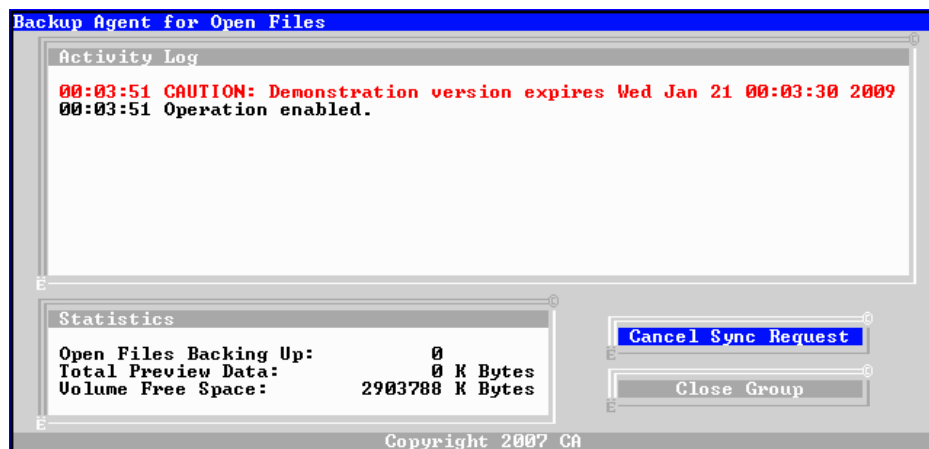 Backup Agent for Open Files
Activity Log
00:03:51 CAUTION: Demonstration version expires Wed Jan 21 00:03:30 2009
00:03:51 Operation enabled.
Statistics
Open Files Backing Up: 0
Total Preview Data: 0 K Bytes
Volume Free Space: 2903788 K Bytes
Cancel Sync Request
Close Group
Copyright 2007 CA